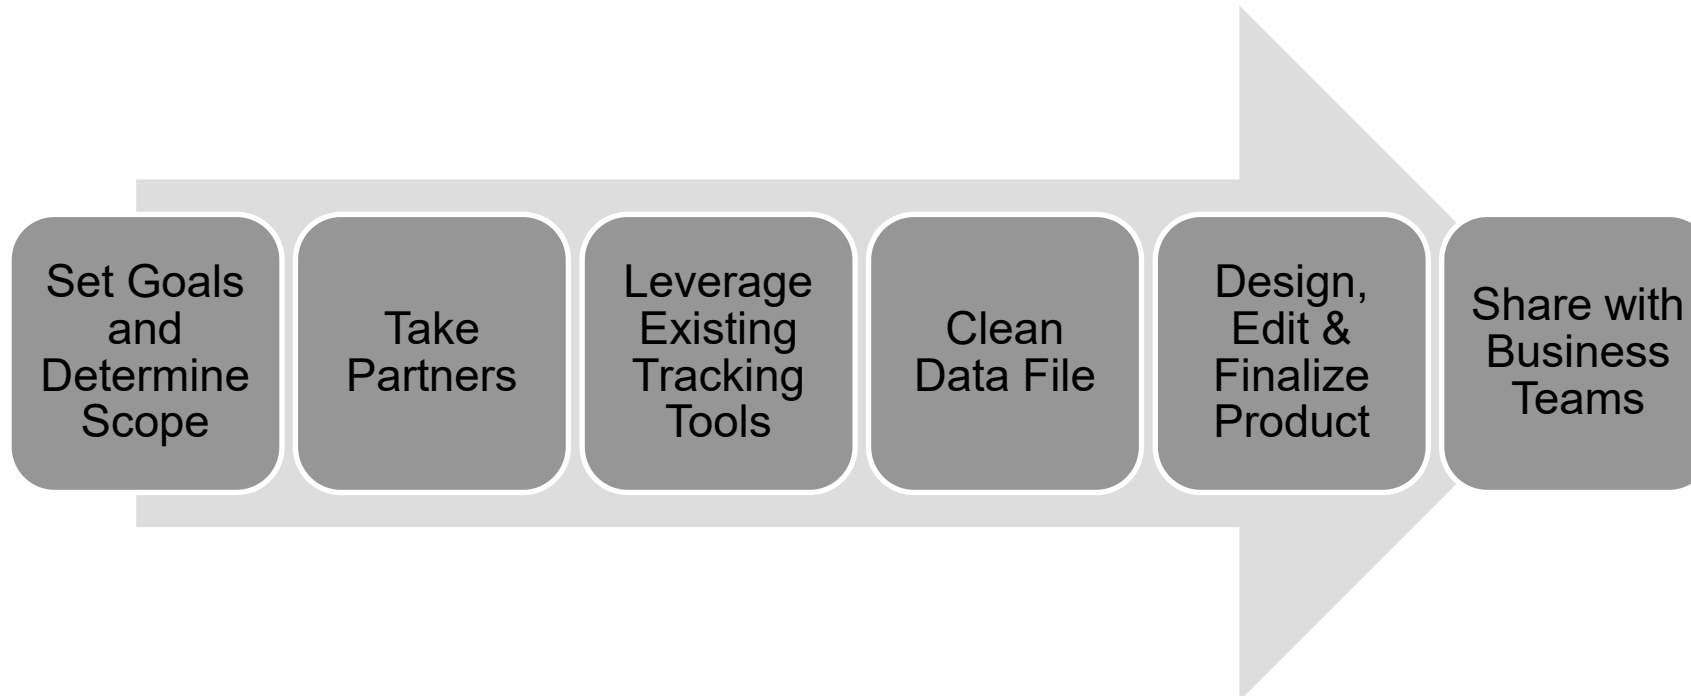 Set Goals
and
Determine
Scope
Take
Partners
Leverage
Existing
Tracking
Tools
Clean
Data File
Design,
Edit &
Finalize
Product
Share with
Business
Teams